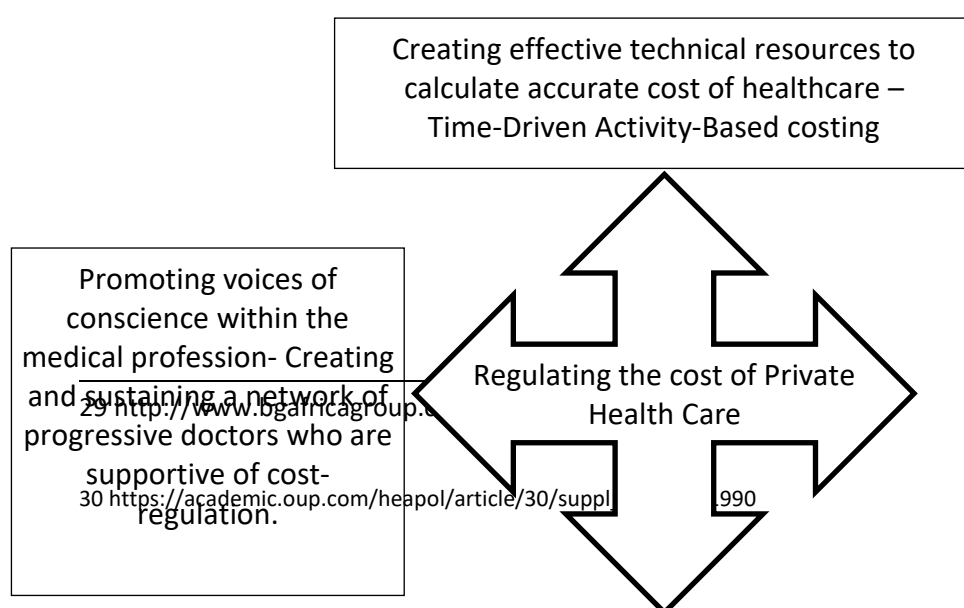 Creating effective technical resources to
calculate accurate cost of healthcare –
Time-Driven Activity-Based costing
Promoting voices of
conscience within the
medical profession- Creating
and sustaining a network of
progressive doctors who are
supportive of cost-
regulation.
Regulating the cost of Private
Health Care
29 http://www.bgafricagroup.
30 https://academic.oup.com/heapol/article/30/suppl 990